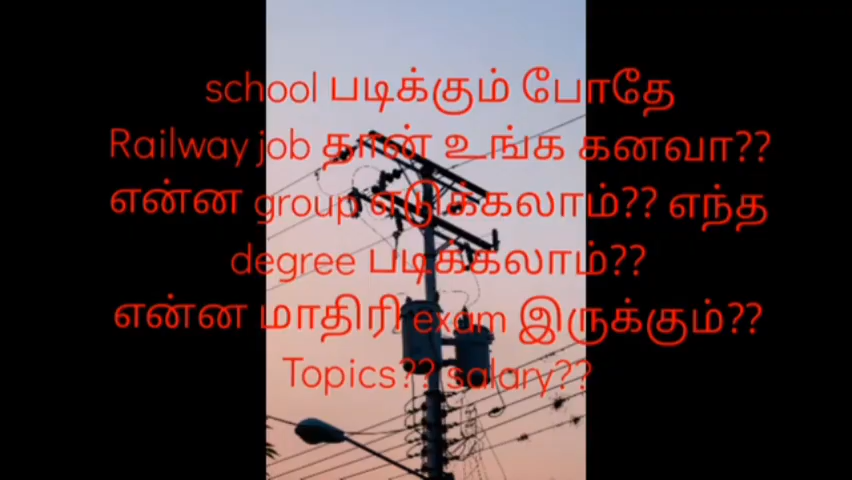 school படிக்கும் போதே
Railway job தான் உங்க கனவா??
என்ன group எடுக்கலாம்?? எந்த
degree படிக்கலாம்??
என்ன மாதிரி exam இருக்கும்??
Topics?? salary??